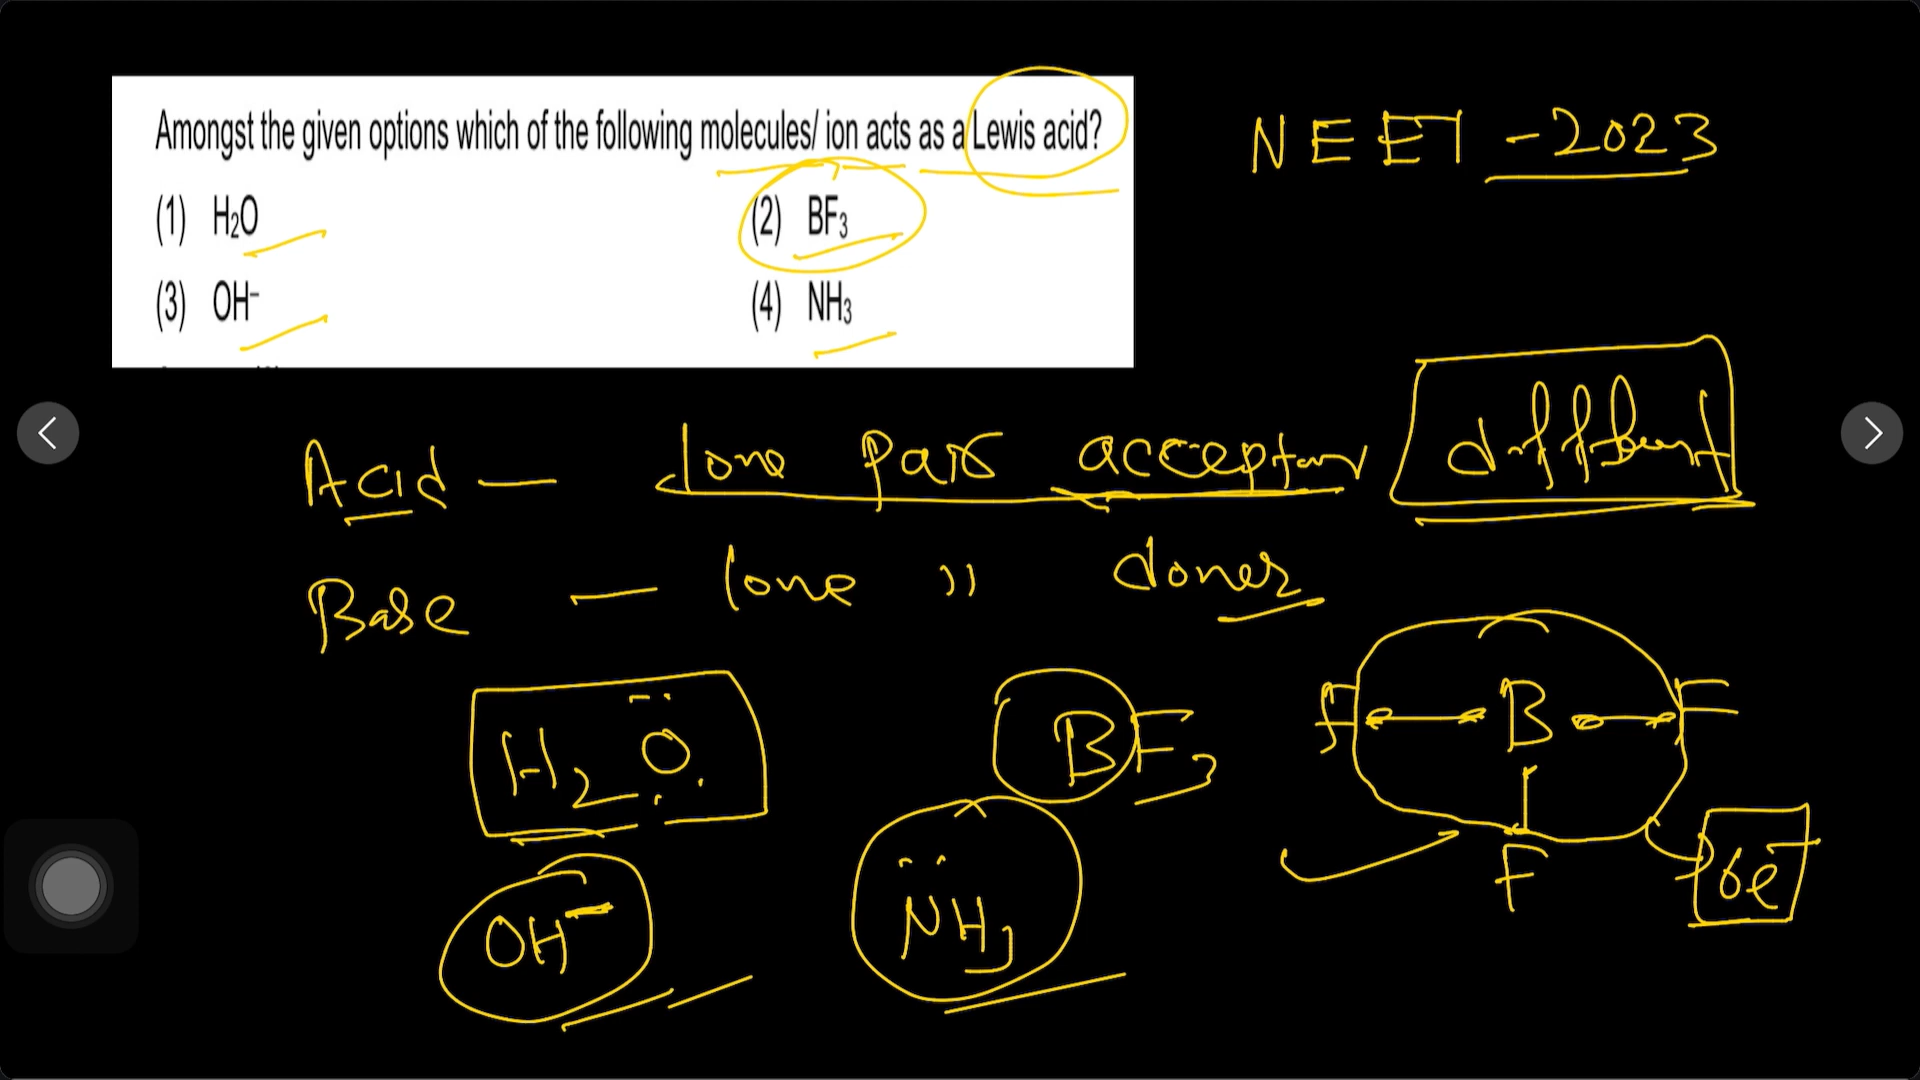 Amongst the given options which of the following molecules/ ion acts as a Lewis acid?
(1) H₂O (2) BF₃
(3) OH⁻ (4) NH₃
NEET - 2023
Acid — lone pair acceptor
Base — lone " doner
H₂O
BF₃
F B F
F
6e⁻
OH⁻
NH₃